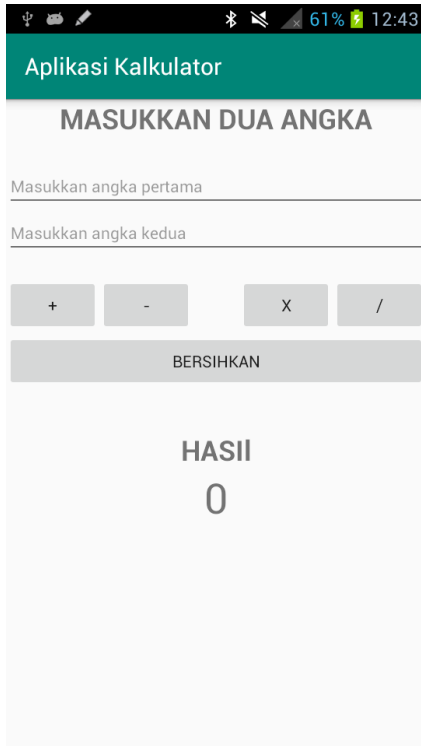 61% 12:43
Aplikasi Kalkulator
MASUKKAN DUA ANGKA
Masukkan angka pertama
Masukkan angka kedua
+ - X /
BERSIHKAN
HASIl
0